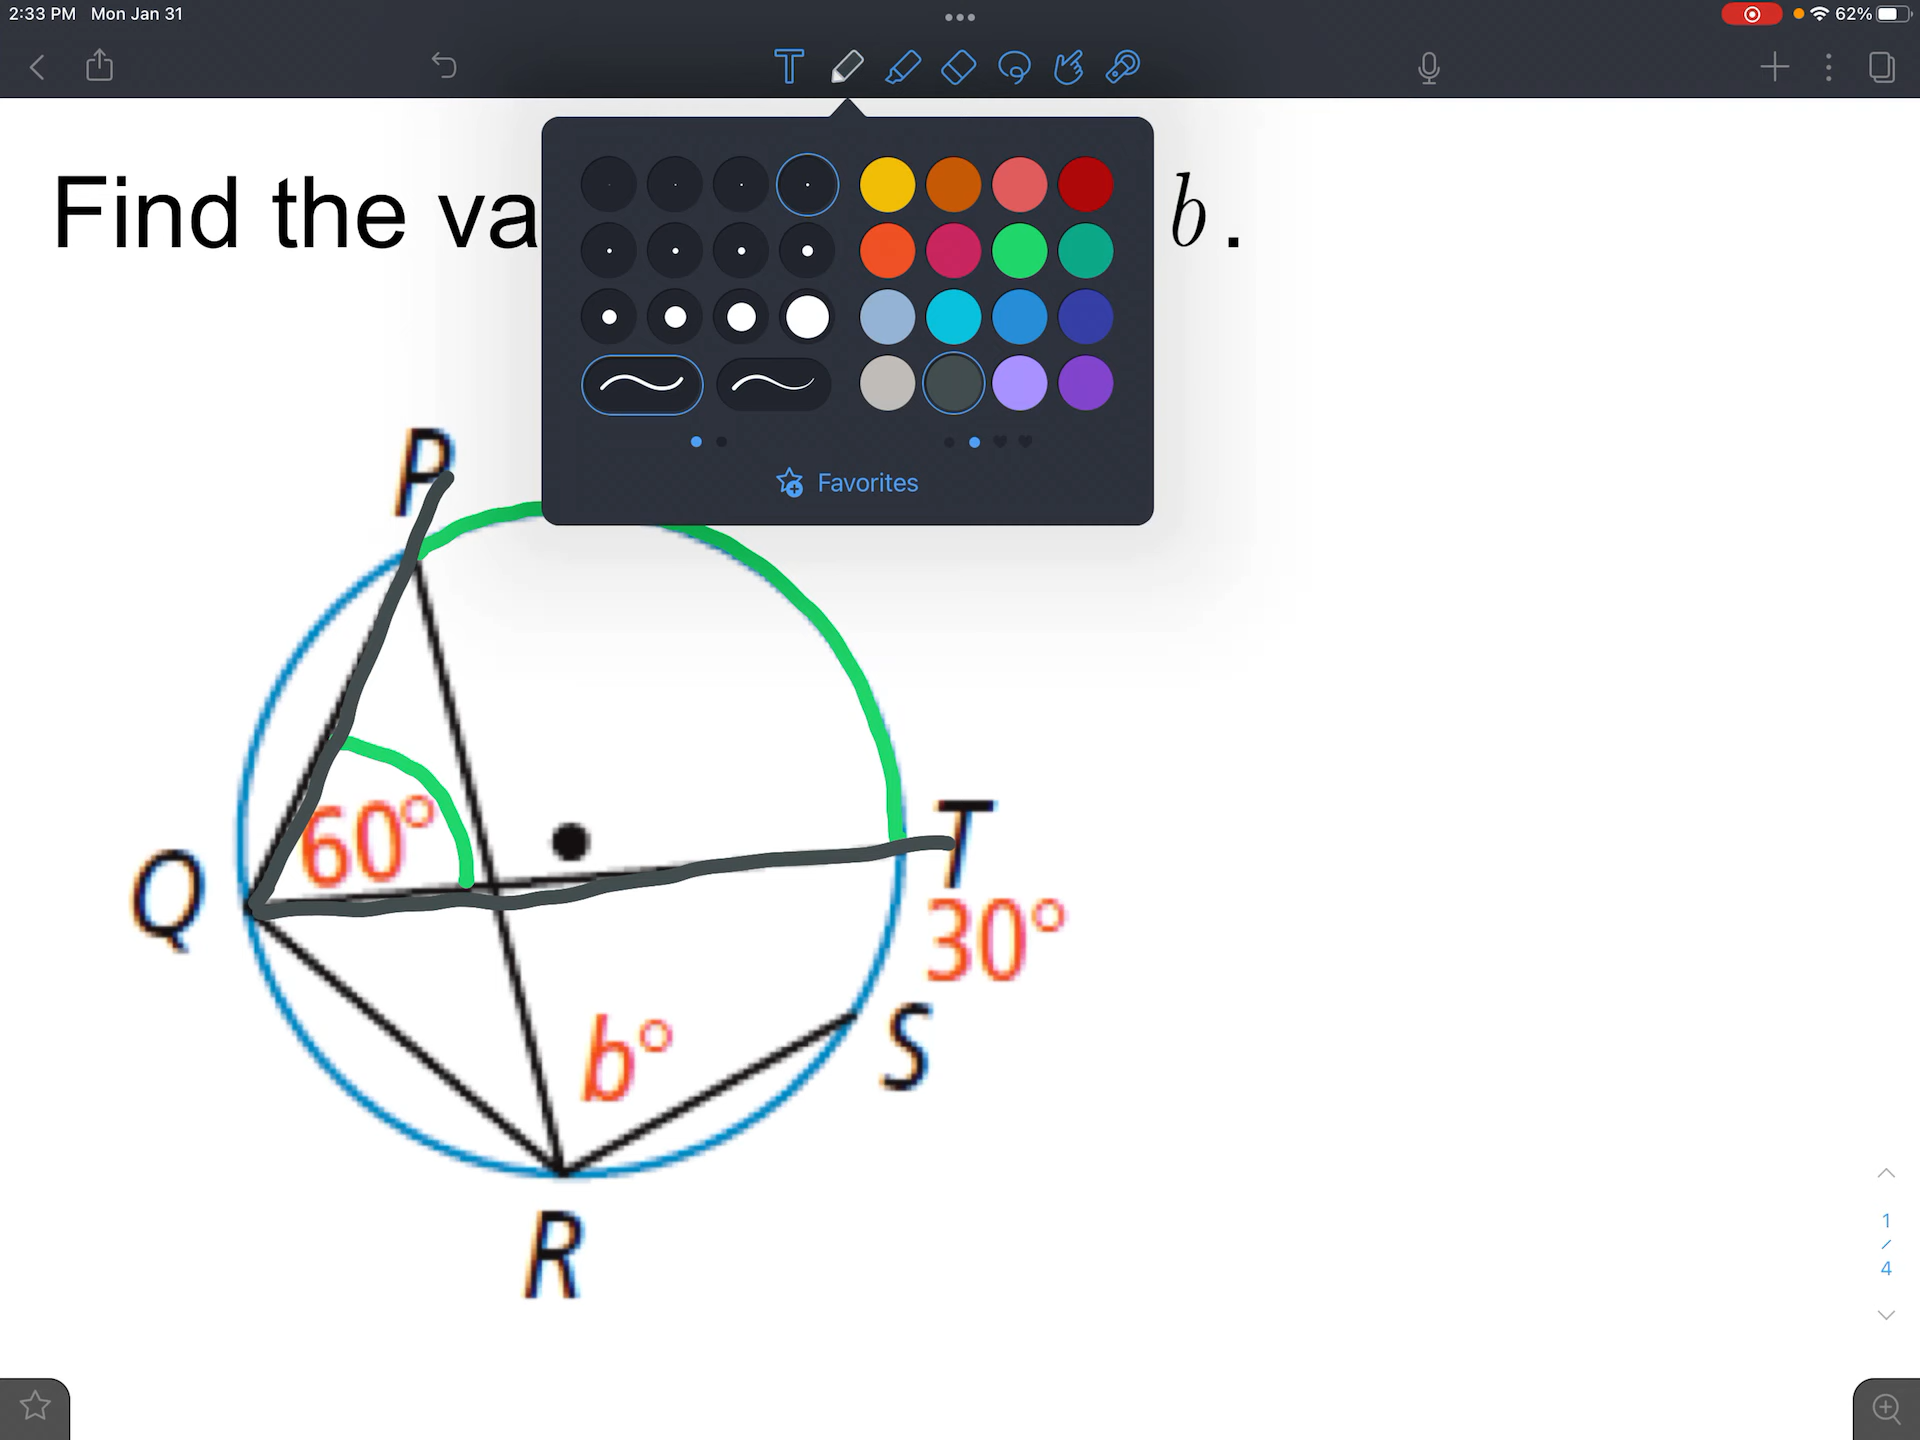 2:33 PM Mon Jan 31
62%
Find the va
b.
Favorites
P
60°
Q
T
30°
b°
S
R
1
/
4